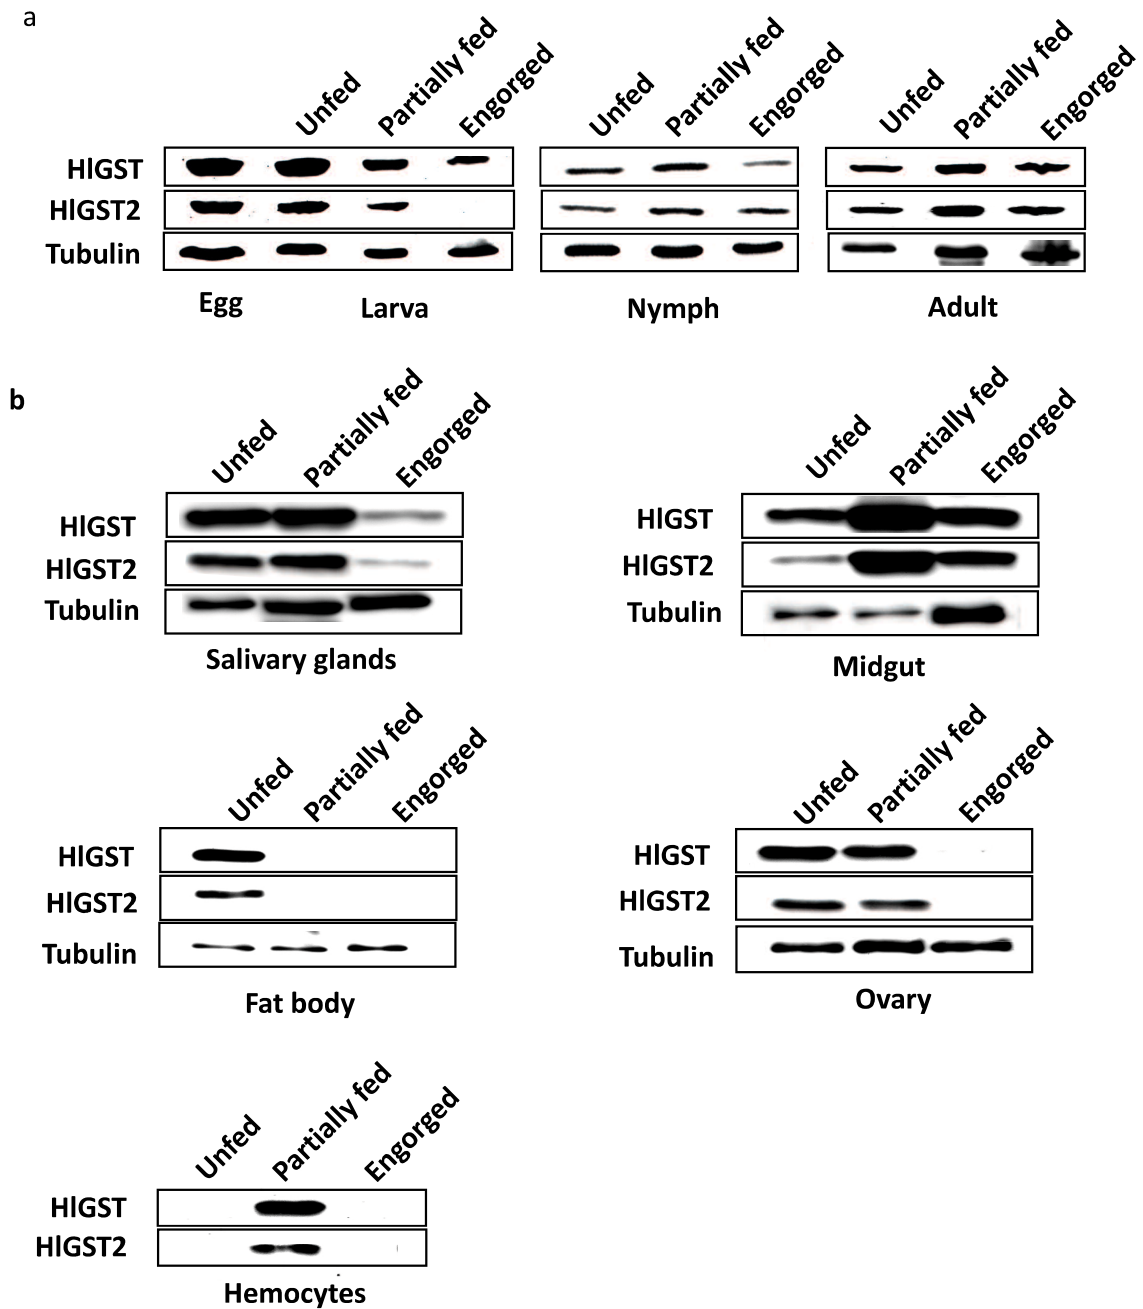 a
Unfed Partially fed Engorged Unfed Partially fed Engorged Unfed Partially fed Engorged
HlGST
HlGST2
Tubulin
Egg Larva Nymph Adult
b
Unfed Partially fed Engorged
HlGST
HlGST2
Tubulin
Salivary glands
Unfed Partially fed Engorged
HlGST
HlGST2
Tubulin
Midgut
Unfed Partially fed Engorged
HlGST
HlGST2
Tubulin
Fat body
Unfed Partially fed Engorged
HlGST
HlGST2
Tubulin
Ovary
Unfed Partially fed Engorged
HlGST
HlGST2
Hemocytes